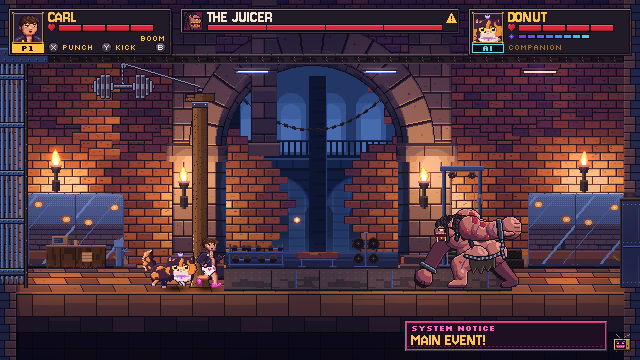 CARL
P1
BOOM
X PUNCH Y KICK B
THE JUICER
!
DONUT
AI
COMPANION
SYSTEM NOTICE
MAIN EVENT!